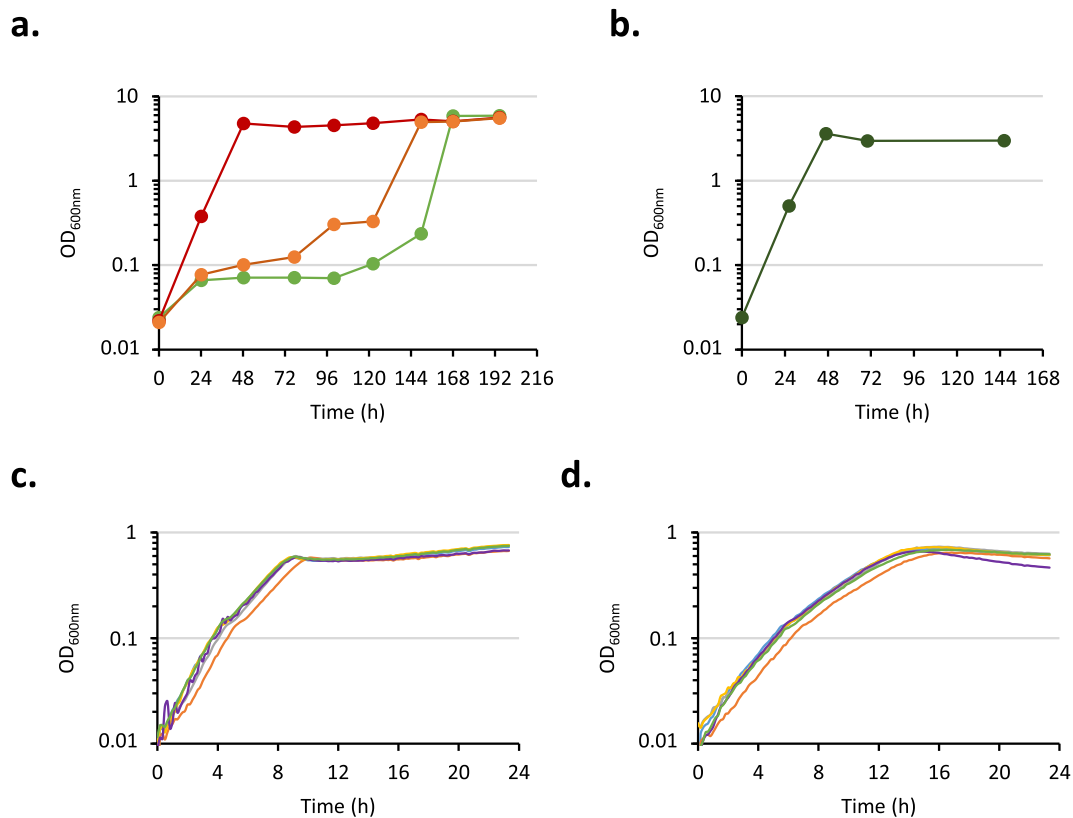 a.
10
1
0.1
0.01
OD600nm
0 24 48 72 96 120 144 168 192 216
Time (h)
b.
10
1
0.1
0.01
OD600nm
0 24 48 72 96 120 144 168
Time (h)
c.
1
0.1
0.01
OD600nm
0 4 8 12 16 20 24
Time (h)
d.
1
0.1
0.01
OD600nm
0 4 8 12 16 20 24
Time (h)